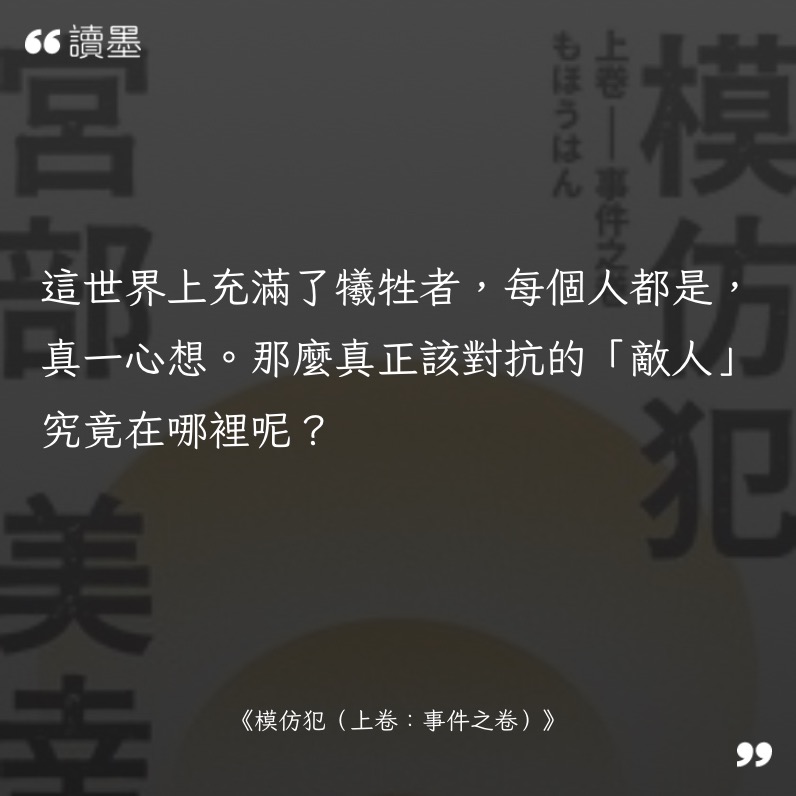 讀墨
模仿犯
上卷——事件之卷
もほうはん
宮部 美幸
這世界上充滿了犧牲者，每個人都是，
真一心想。那麼真正該對抗的「敵人」
究竟在哪裡呢？
《模仿犯（上卷：事件之卷）》